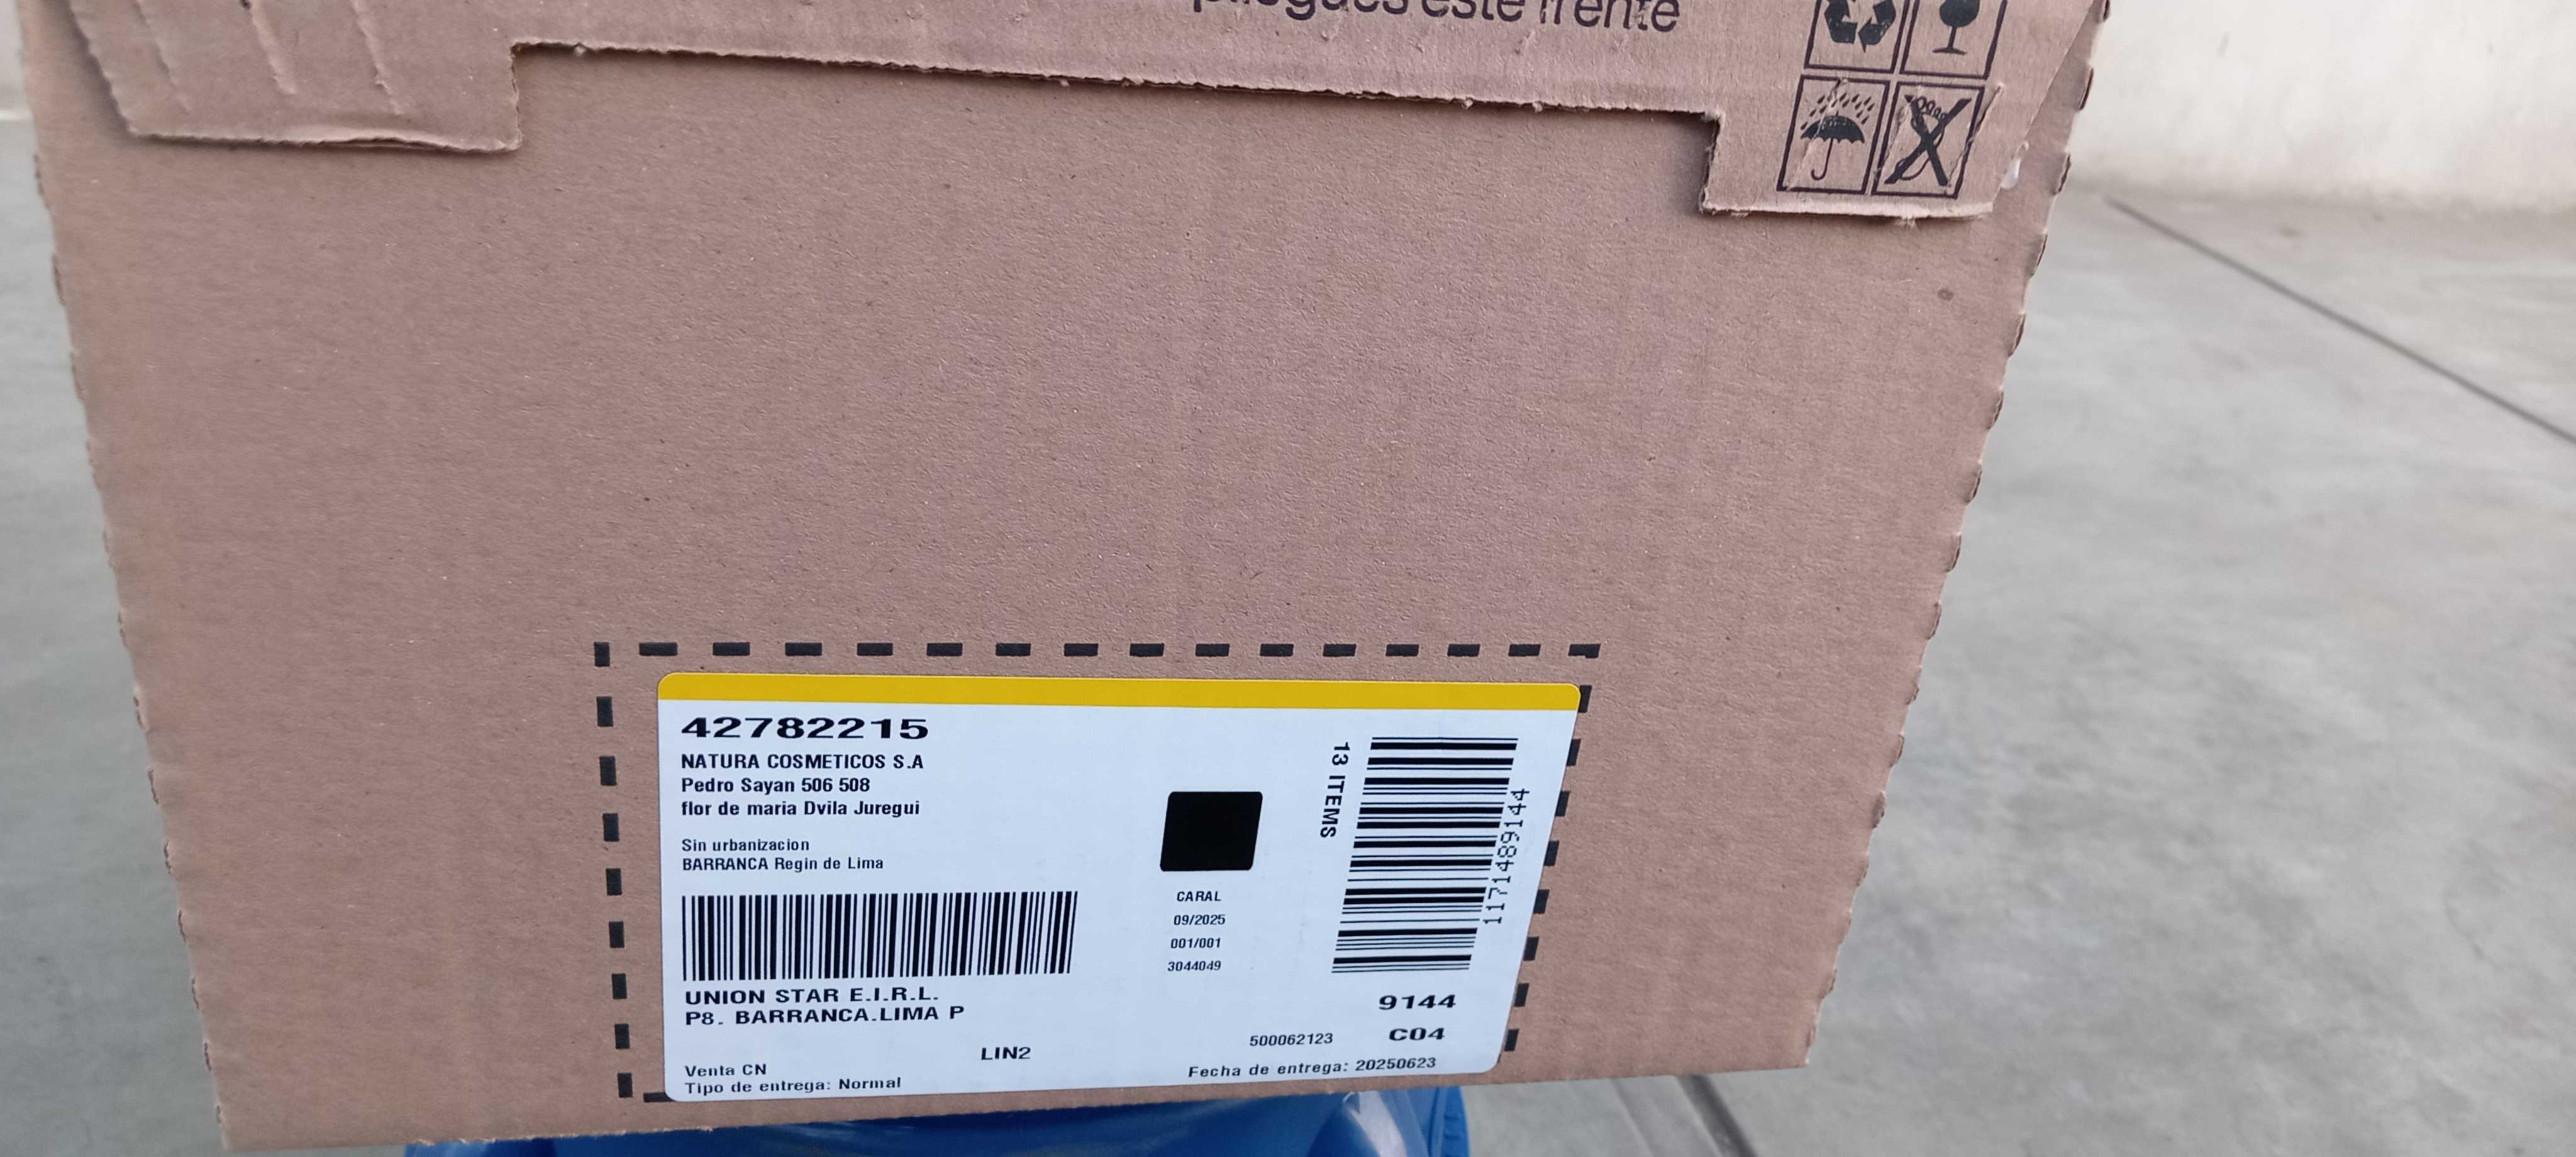 este frente
42782215
NATURA COSMETICOS S.A
Pedro Sayan 506 508
flor de maria Dvila Juregui
Sin urbanizacion
BARRANCA Regin de Lima
UNION STAR E.I.R.L.
P8. BARRANCA.LIMA P
LIN2
Venta CN
Tipo de entrega: Normal
CARAL
09/2025
001/001
3044049
13 ITEMS
11714889144
9144
500062123
C04
Fecha de entrega: 20250623